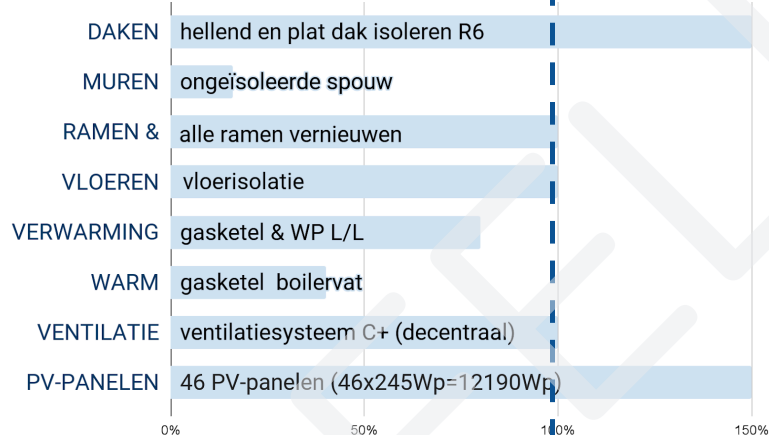 DAKEN hellend en plat dak isoleren R6
MUREN ongeïsoleerde spouw
RAMEN & alle ramen vernieuwen
VLOEREN vloerisolatie
VERWARMING gasketel & WP L/L
WARM gasketel boilervat
VENTILATIE ventilatiesysteem C+ (decentraal)
PV-PANELEN 46 PV-panelen (46x245Wp=12190Wp)
0% 50% 100% 150%